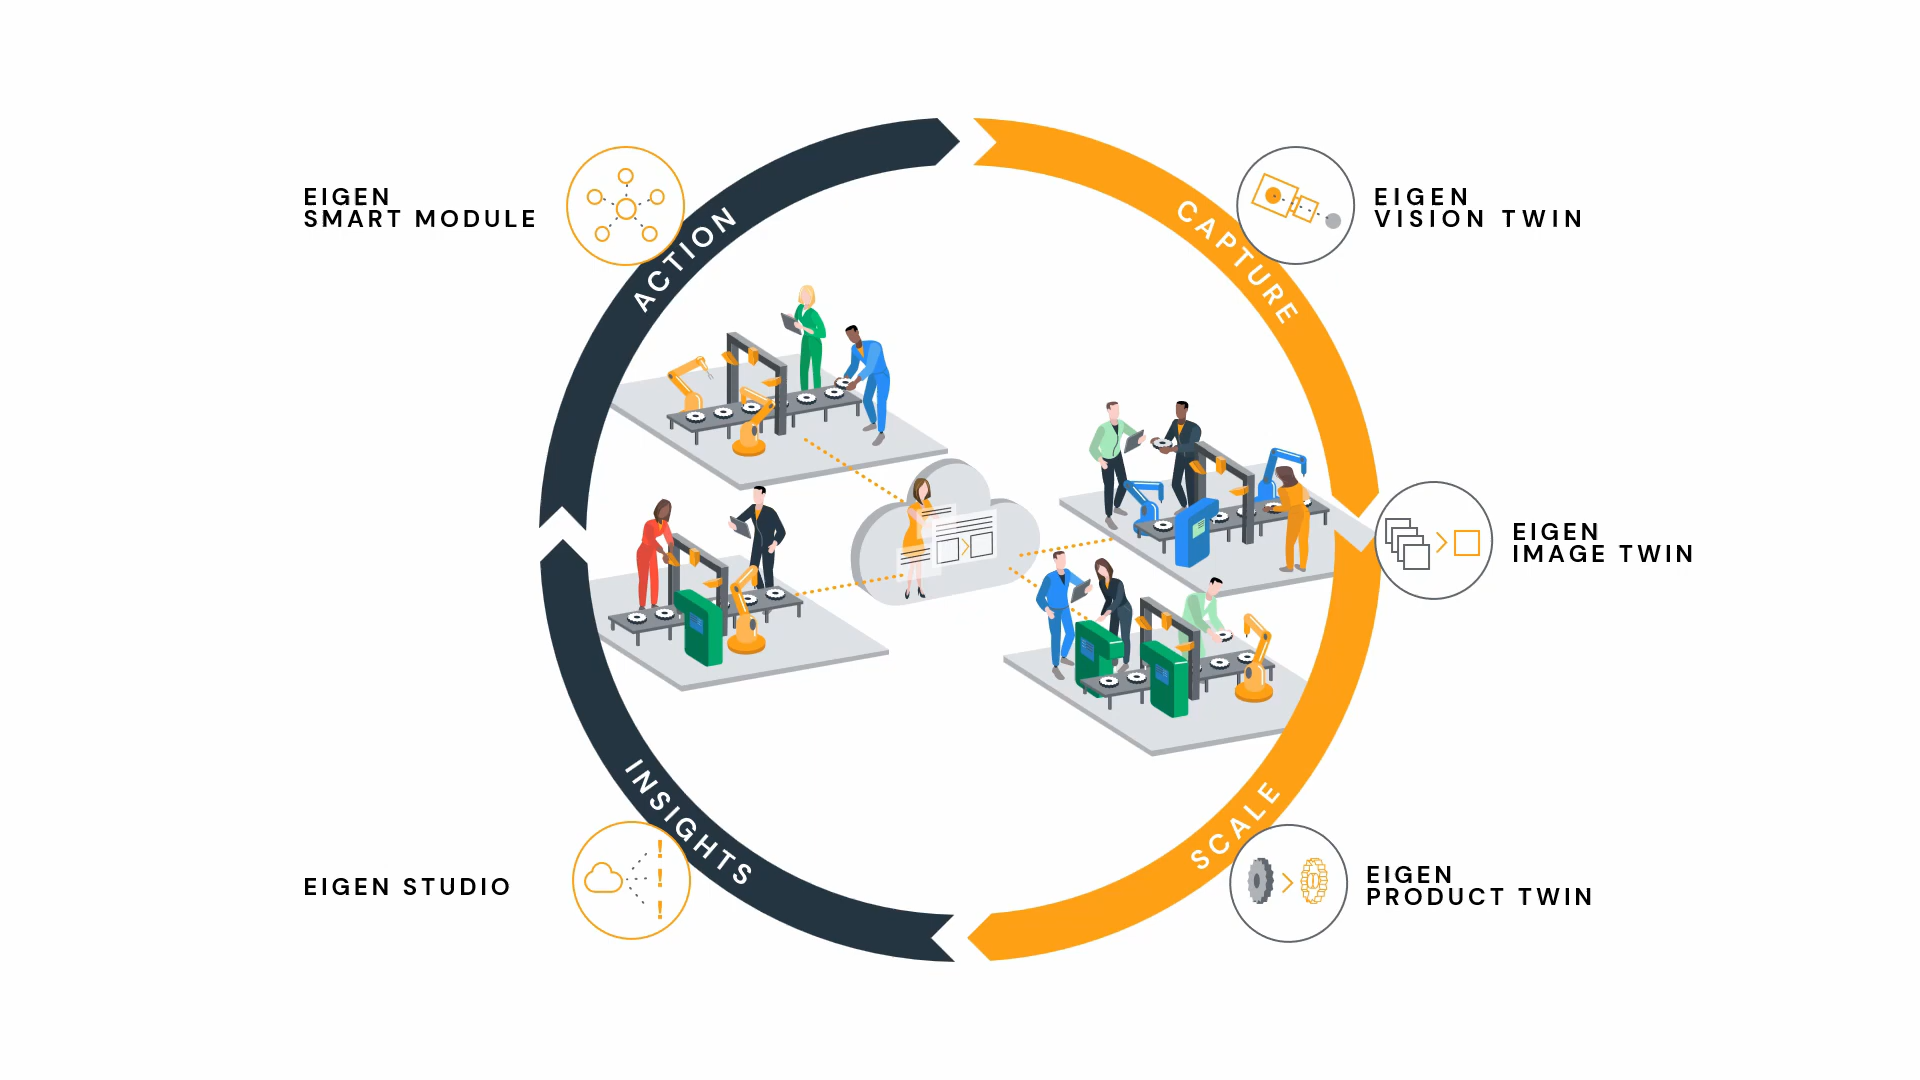 EIGEN
SMART MODULE
ACTION
CAPTURE
EIGEN
VISION TWIN
EIGEN
IMAGE TWIN
INSIGHTS
SCALE
EIGEN STUDIO
EIGEN
PRODUCT TWIN